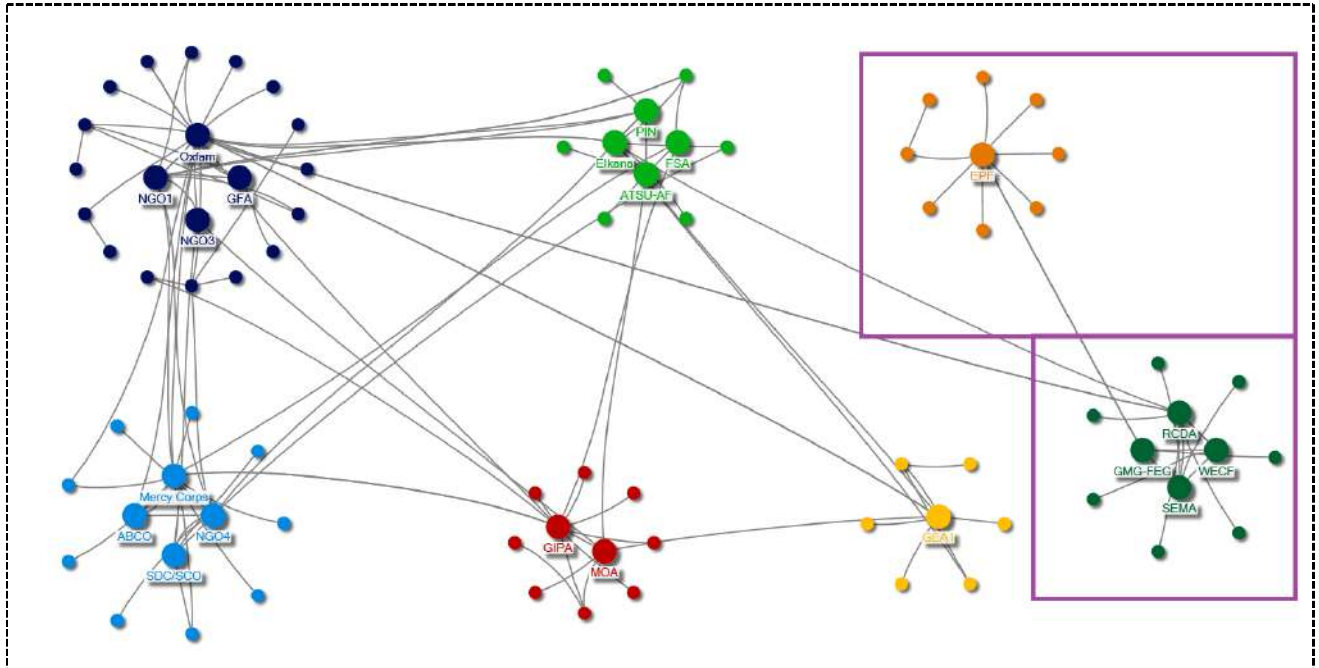 Oxfam
NGO1
GFA
NGO3
PIN
Elkana
FSA
ATSU-AF
EPF
RCDA
GMG-FEG
WECF
SEMA
Mercy Corps
ABCO
NGO4
SDC/SCO
GIPA
MOA